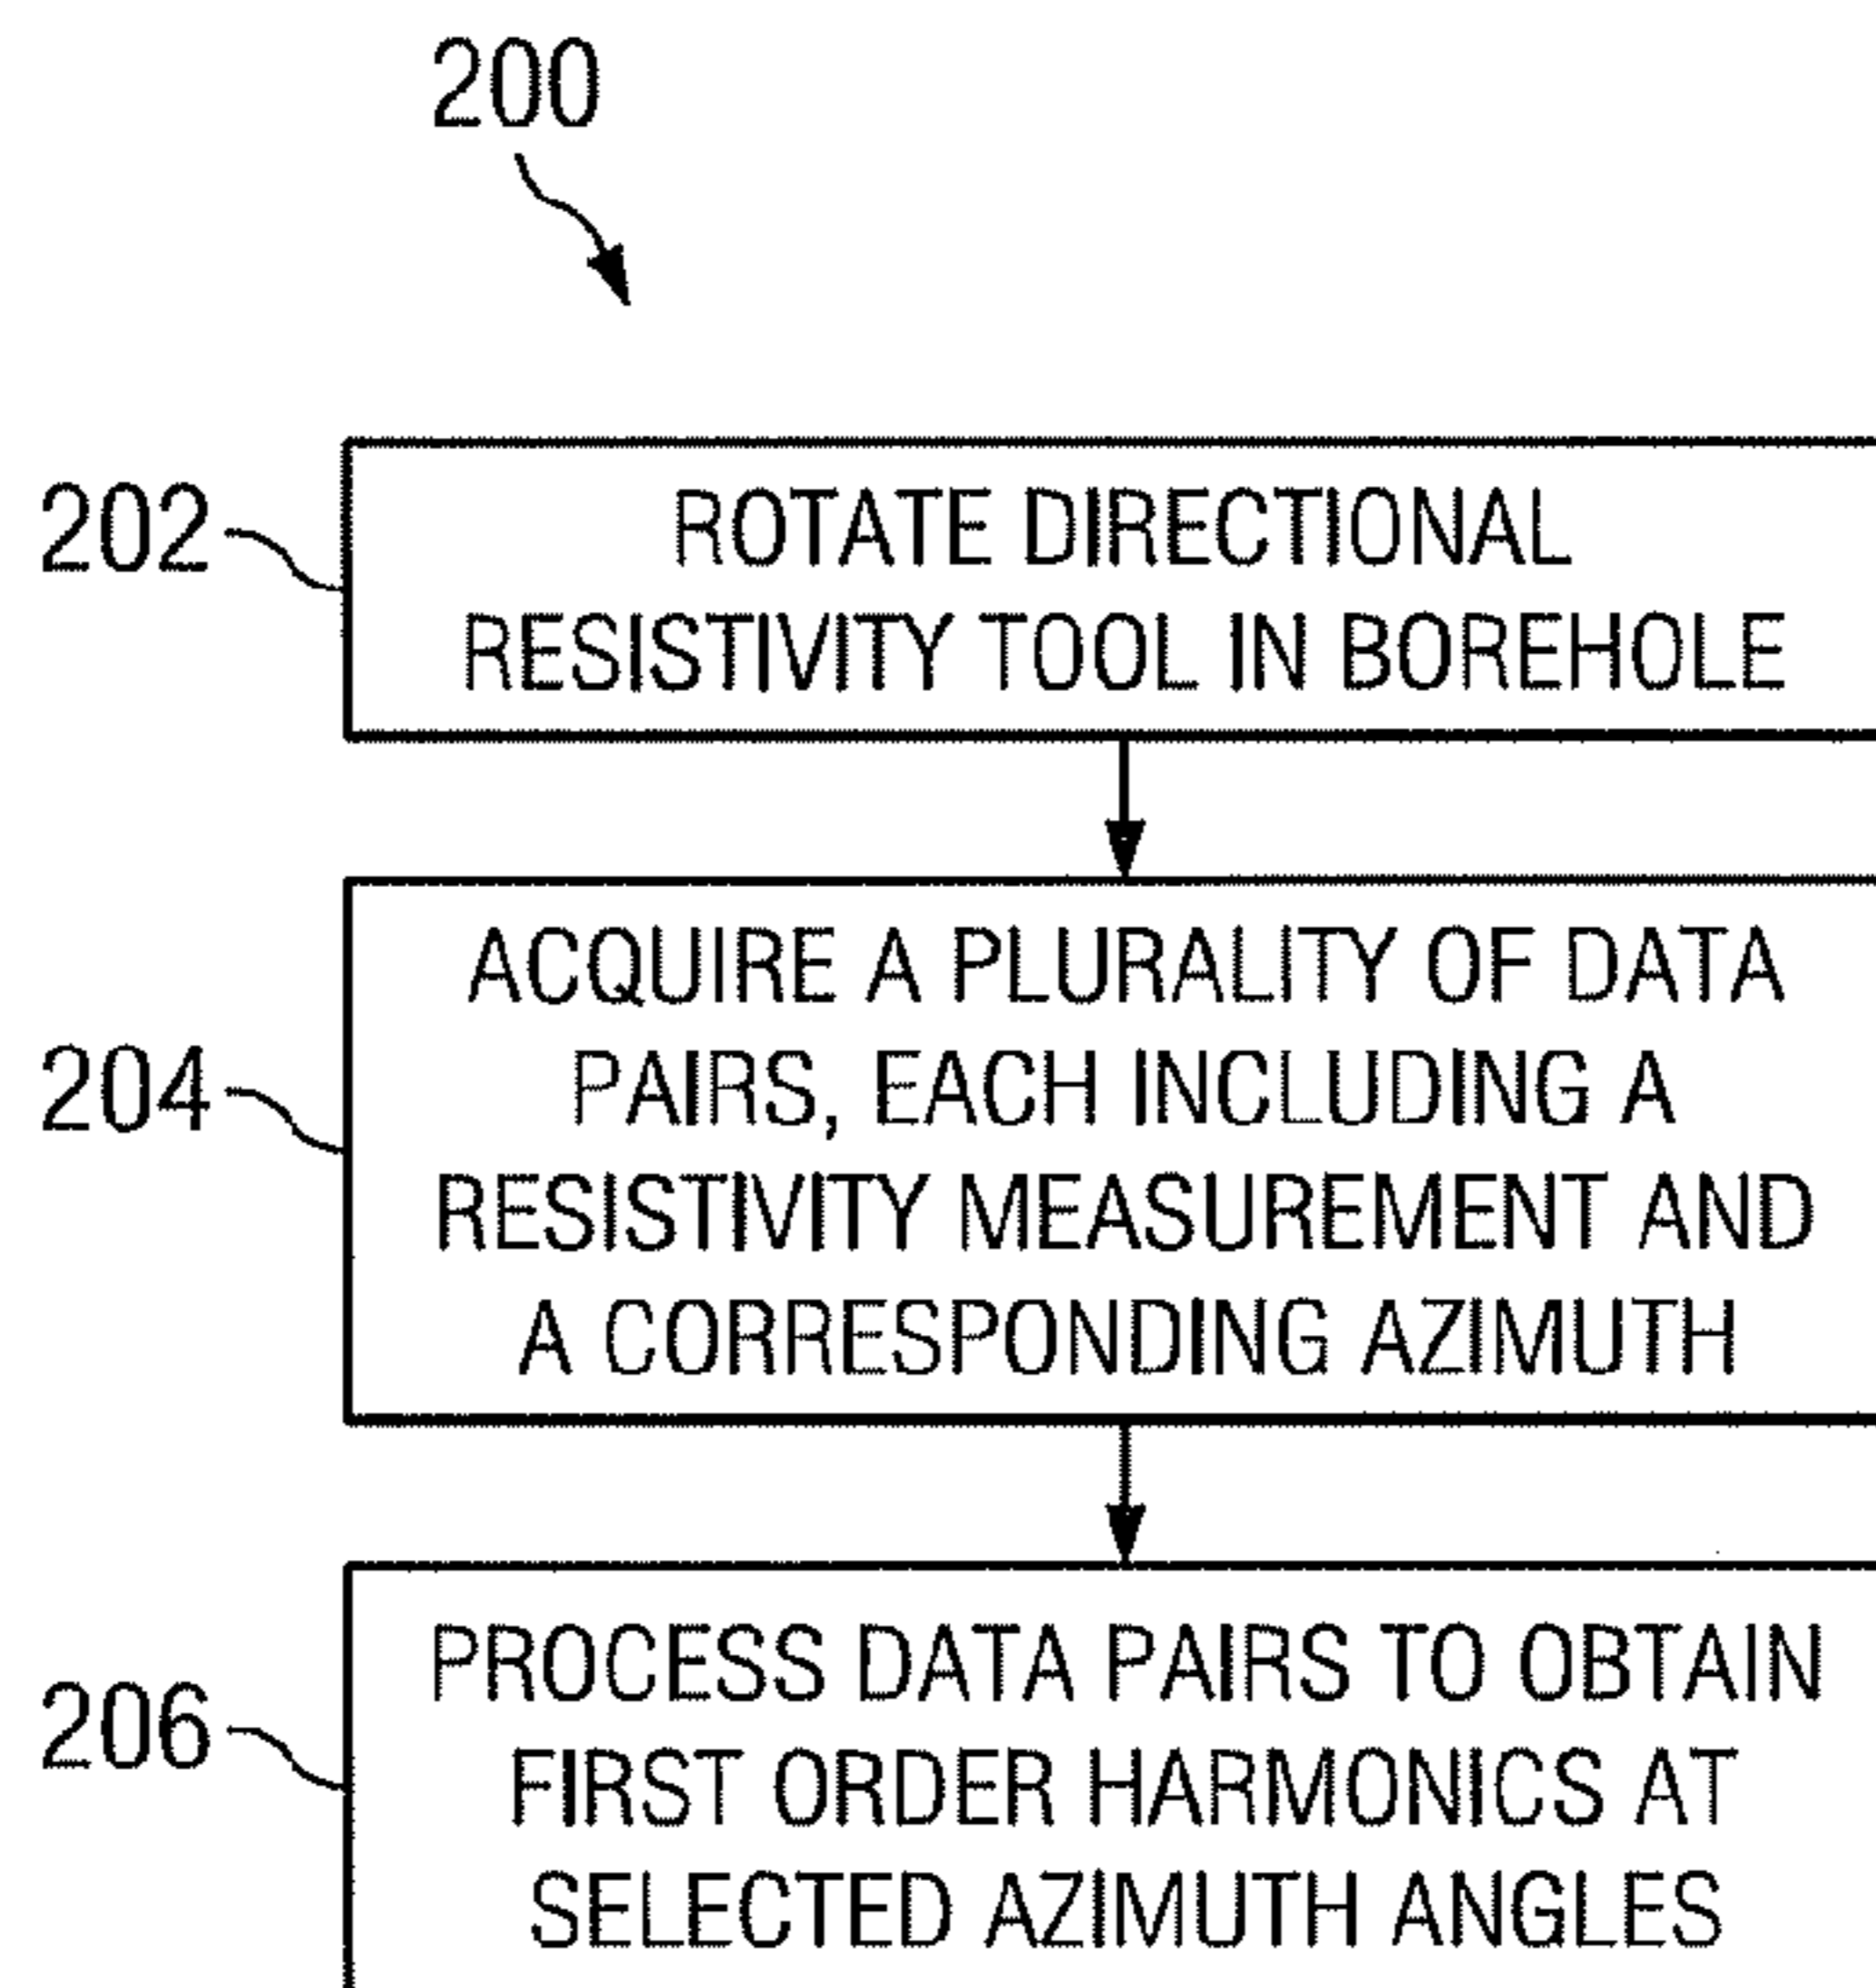 200
202
ROTATE DIRECTIONAL
RESISTIVITY TOOL IN BOREHOLE
204
ACQUIRE A PLURALITY OF DATA
PAIRS, EACH INCLUDING A
RESISTIVITY MEASUREMENT AND
A CORRESPONDING AZIMUTH
206
PROCESS DATA PAIRS TO OBTAIN
FIRST ORDER HARMONICS AT
SELECTED AZIMUTH ANGLES